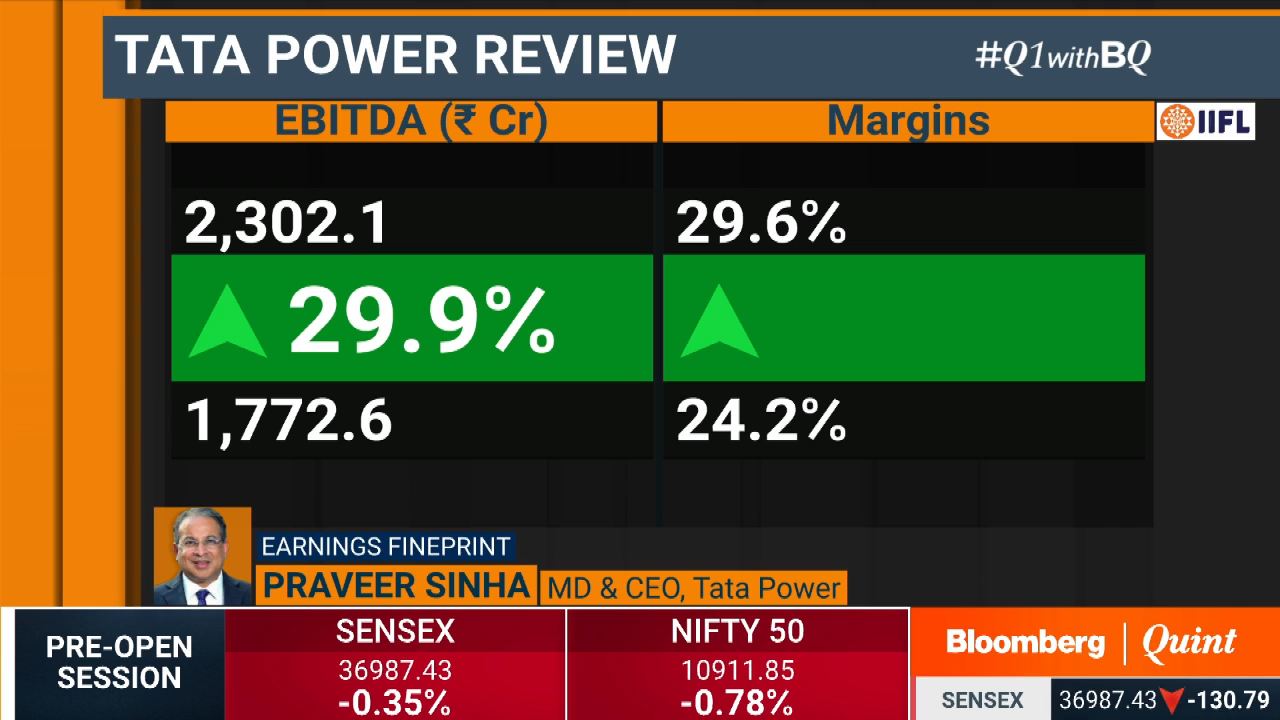 TATA POWER REVIEW
#Q1withBQ
EBITDA (₹ Cr)
Margins
IIFL
2,302.1
29.6%
29.9%
1,772.6
24.2%
EARNINGS FINEPRINT
PRAVEER SINHA
MD & CEO, Tata Power
PRE-OPEN
SESSION
SENSEX
36987.43
-0.35%
NIFTY 50
10911.85
-0.78%
Bloomberg | Quint
SENSEX
36987.43
-130.79